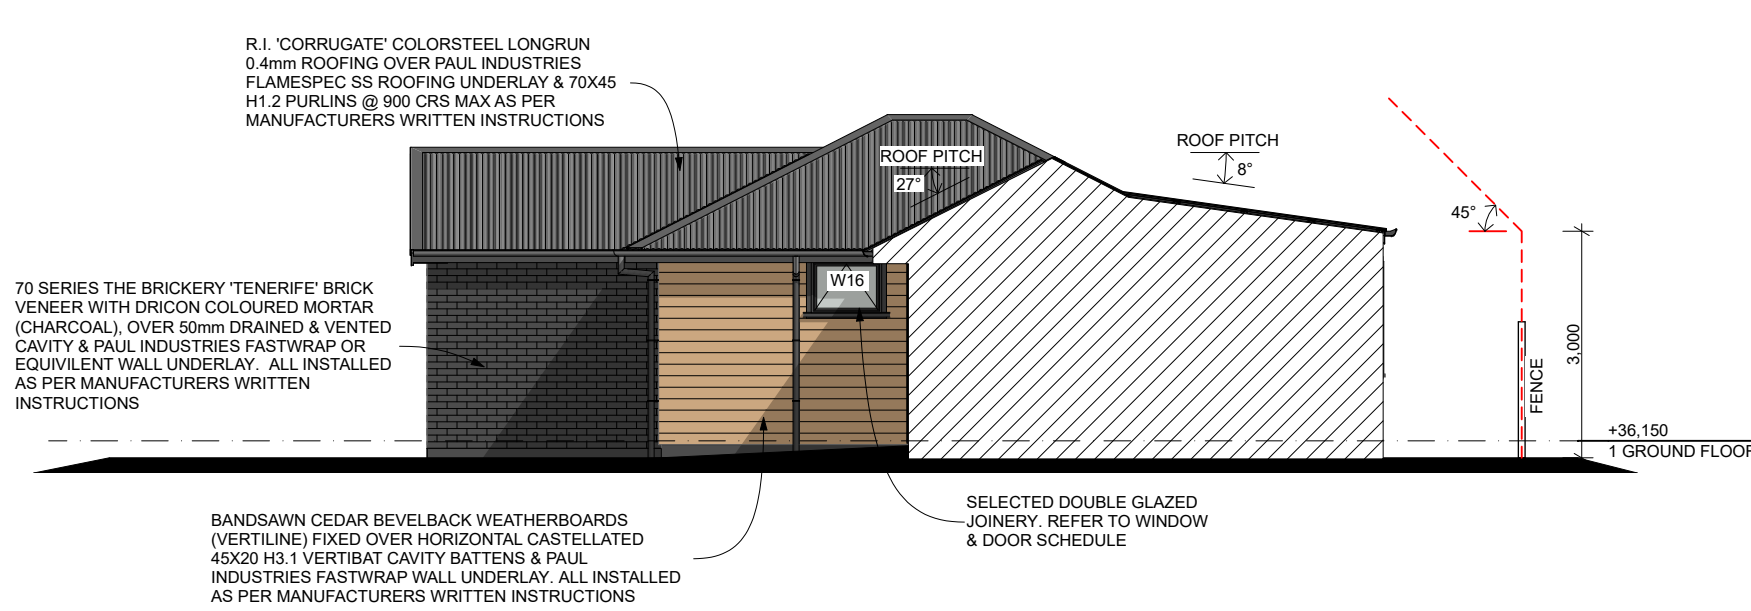 R.I. 'CORRUGATE' COLORSTEEL LONGRUN
0.4mm ROOFING OVER PAUL INDUSTRIES
FLAMESPEC SS ROOFING UNDERLAY & 70X45
H1.2 PURLINS @ 900 CRS MAX AS PER
MANUFACTURERS WRITTEN INSTRUCTIONS
ROOF PITCH
27°
ROOF PITCH
8°
45°
70 SERIES THE BRICKERY 'TENERIFE' BRICK
VENEER WITH DRICON COLOURED MORTAR
(CHARCOAL), OVER 50mm DRAINED & VENTED
CAVITY & PAUL INDUSTRIES FASTWRAP OR
EQUIVILENT WALL UNDERLAY.  ALL INSTALLED
AS PER MANUFACTURERS WRITTEN
INSTRUCTIONS
W16
3,000
FENCE
+36,150
1 GROUND FLOOR
BANDSAWN CEDAR BEVELBACK WEATHERBOARDS
(VERTILINE) FIXED OVER HORIZONTAL CASTELLATED
45X20 H3.1 VERTIBAT CAVITY BATTENS & PAUL
INDUSTRIES FASTWRAP WALL UNDERLAY. ALL INSTALLED
AS PER MANUFACTURERS WRITTEN INSTRUCTIONS
SELECTED DOUBLE GLAZED
JOINERY. REFER TO WINDOW
& DOOR SCHEDULE